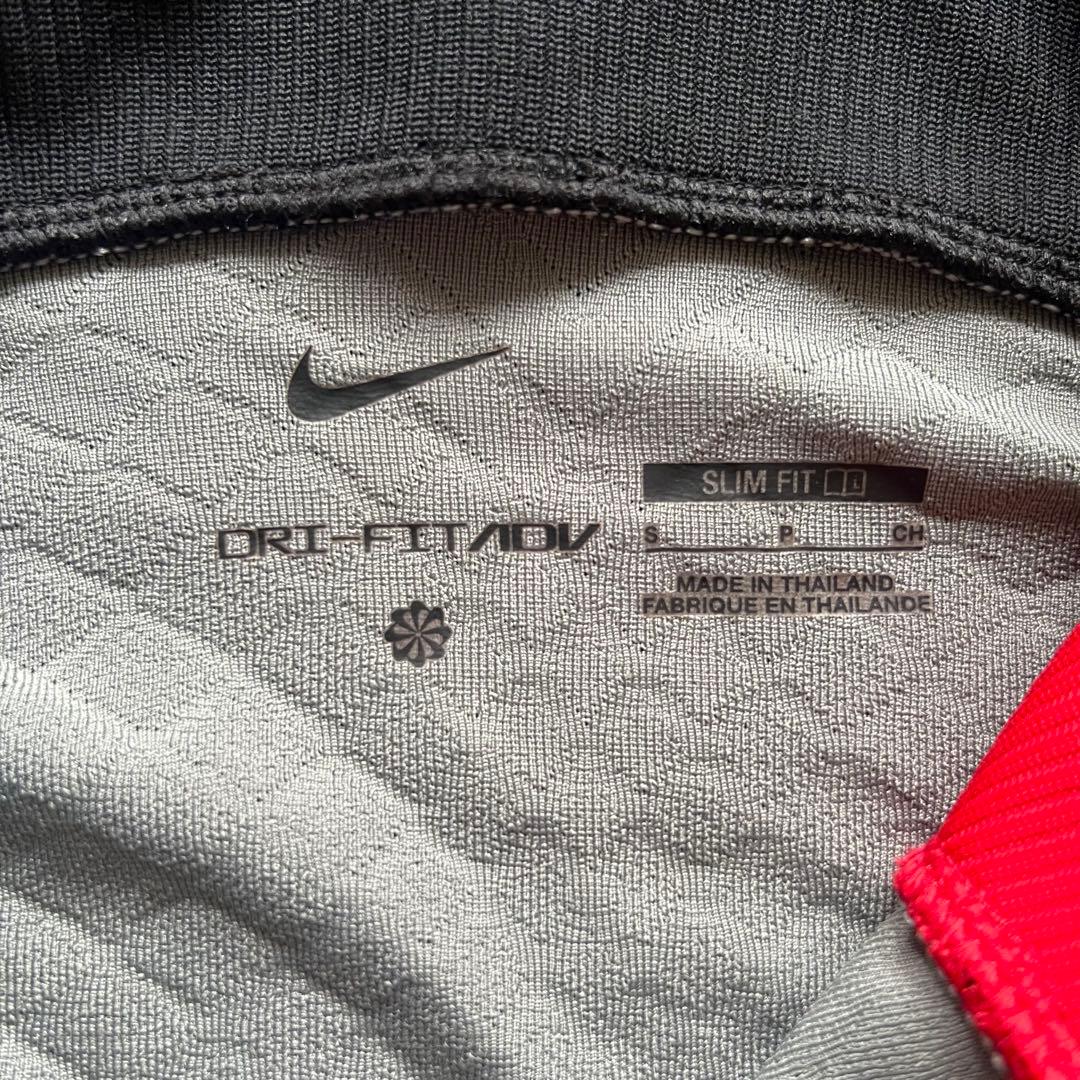 DRI-FIT ADV
SLIM FIT
S P CH
MADE IN THAILAND
FABRIQUE EN THAILANDE